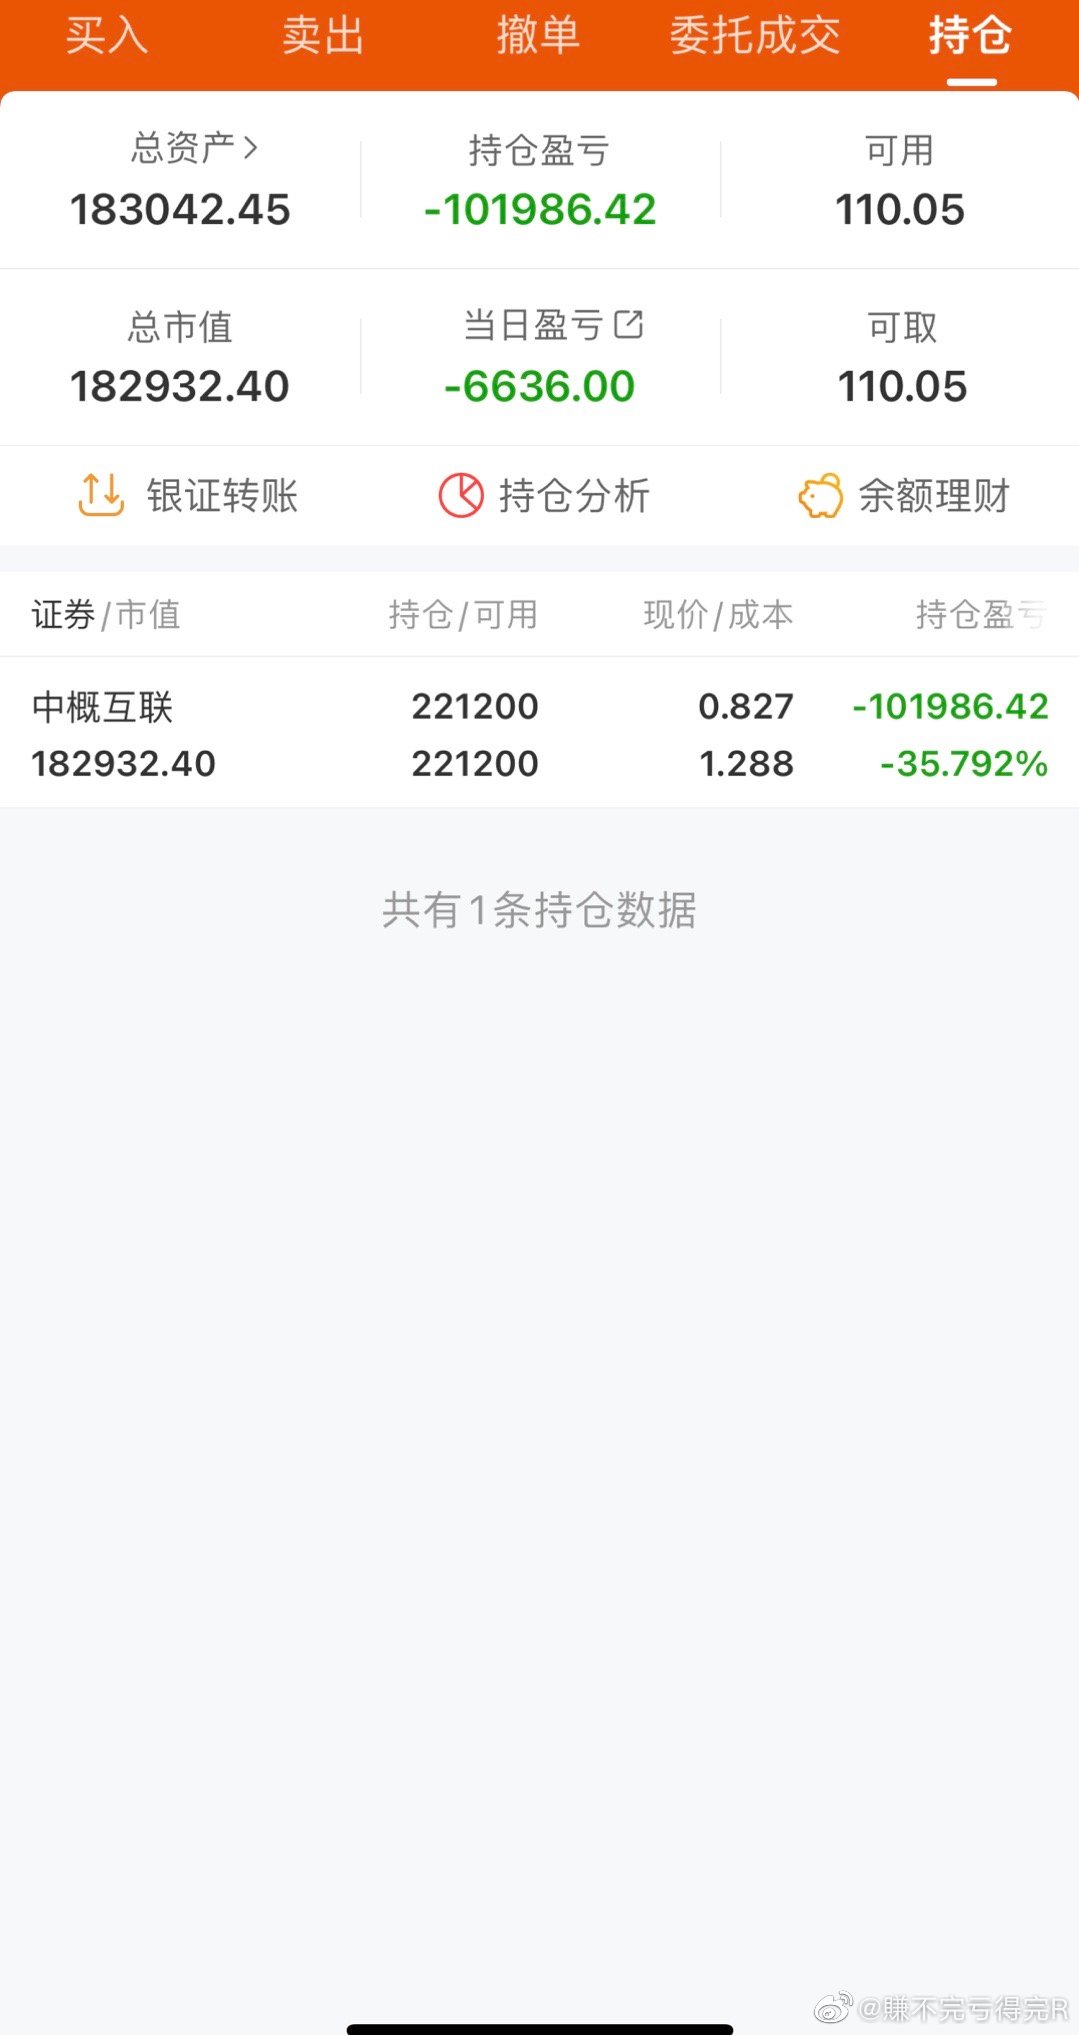 买入 卖出 撤单 委托成交 持仓
总资产 持仓盈亏 可用
183042.45 -101986.42 110.05
总市值 当日盈亏 可取
182932.40 -6636.00 110.05
银证转账 持仓分析 余额理财
证券/市值 持仓/可用 现价/成本 持仓盈亏
中概互联 221200 0.827 -101986.42
182932.40 221200 1.288 -35.792%
共有1条持仓数据
@賺不完亏得完R